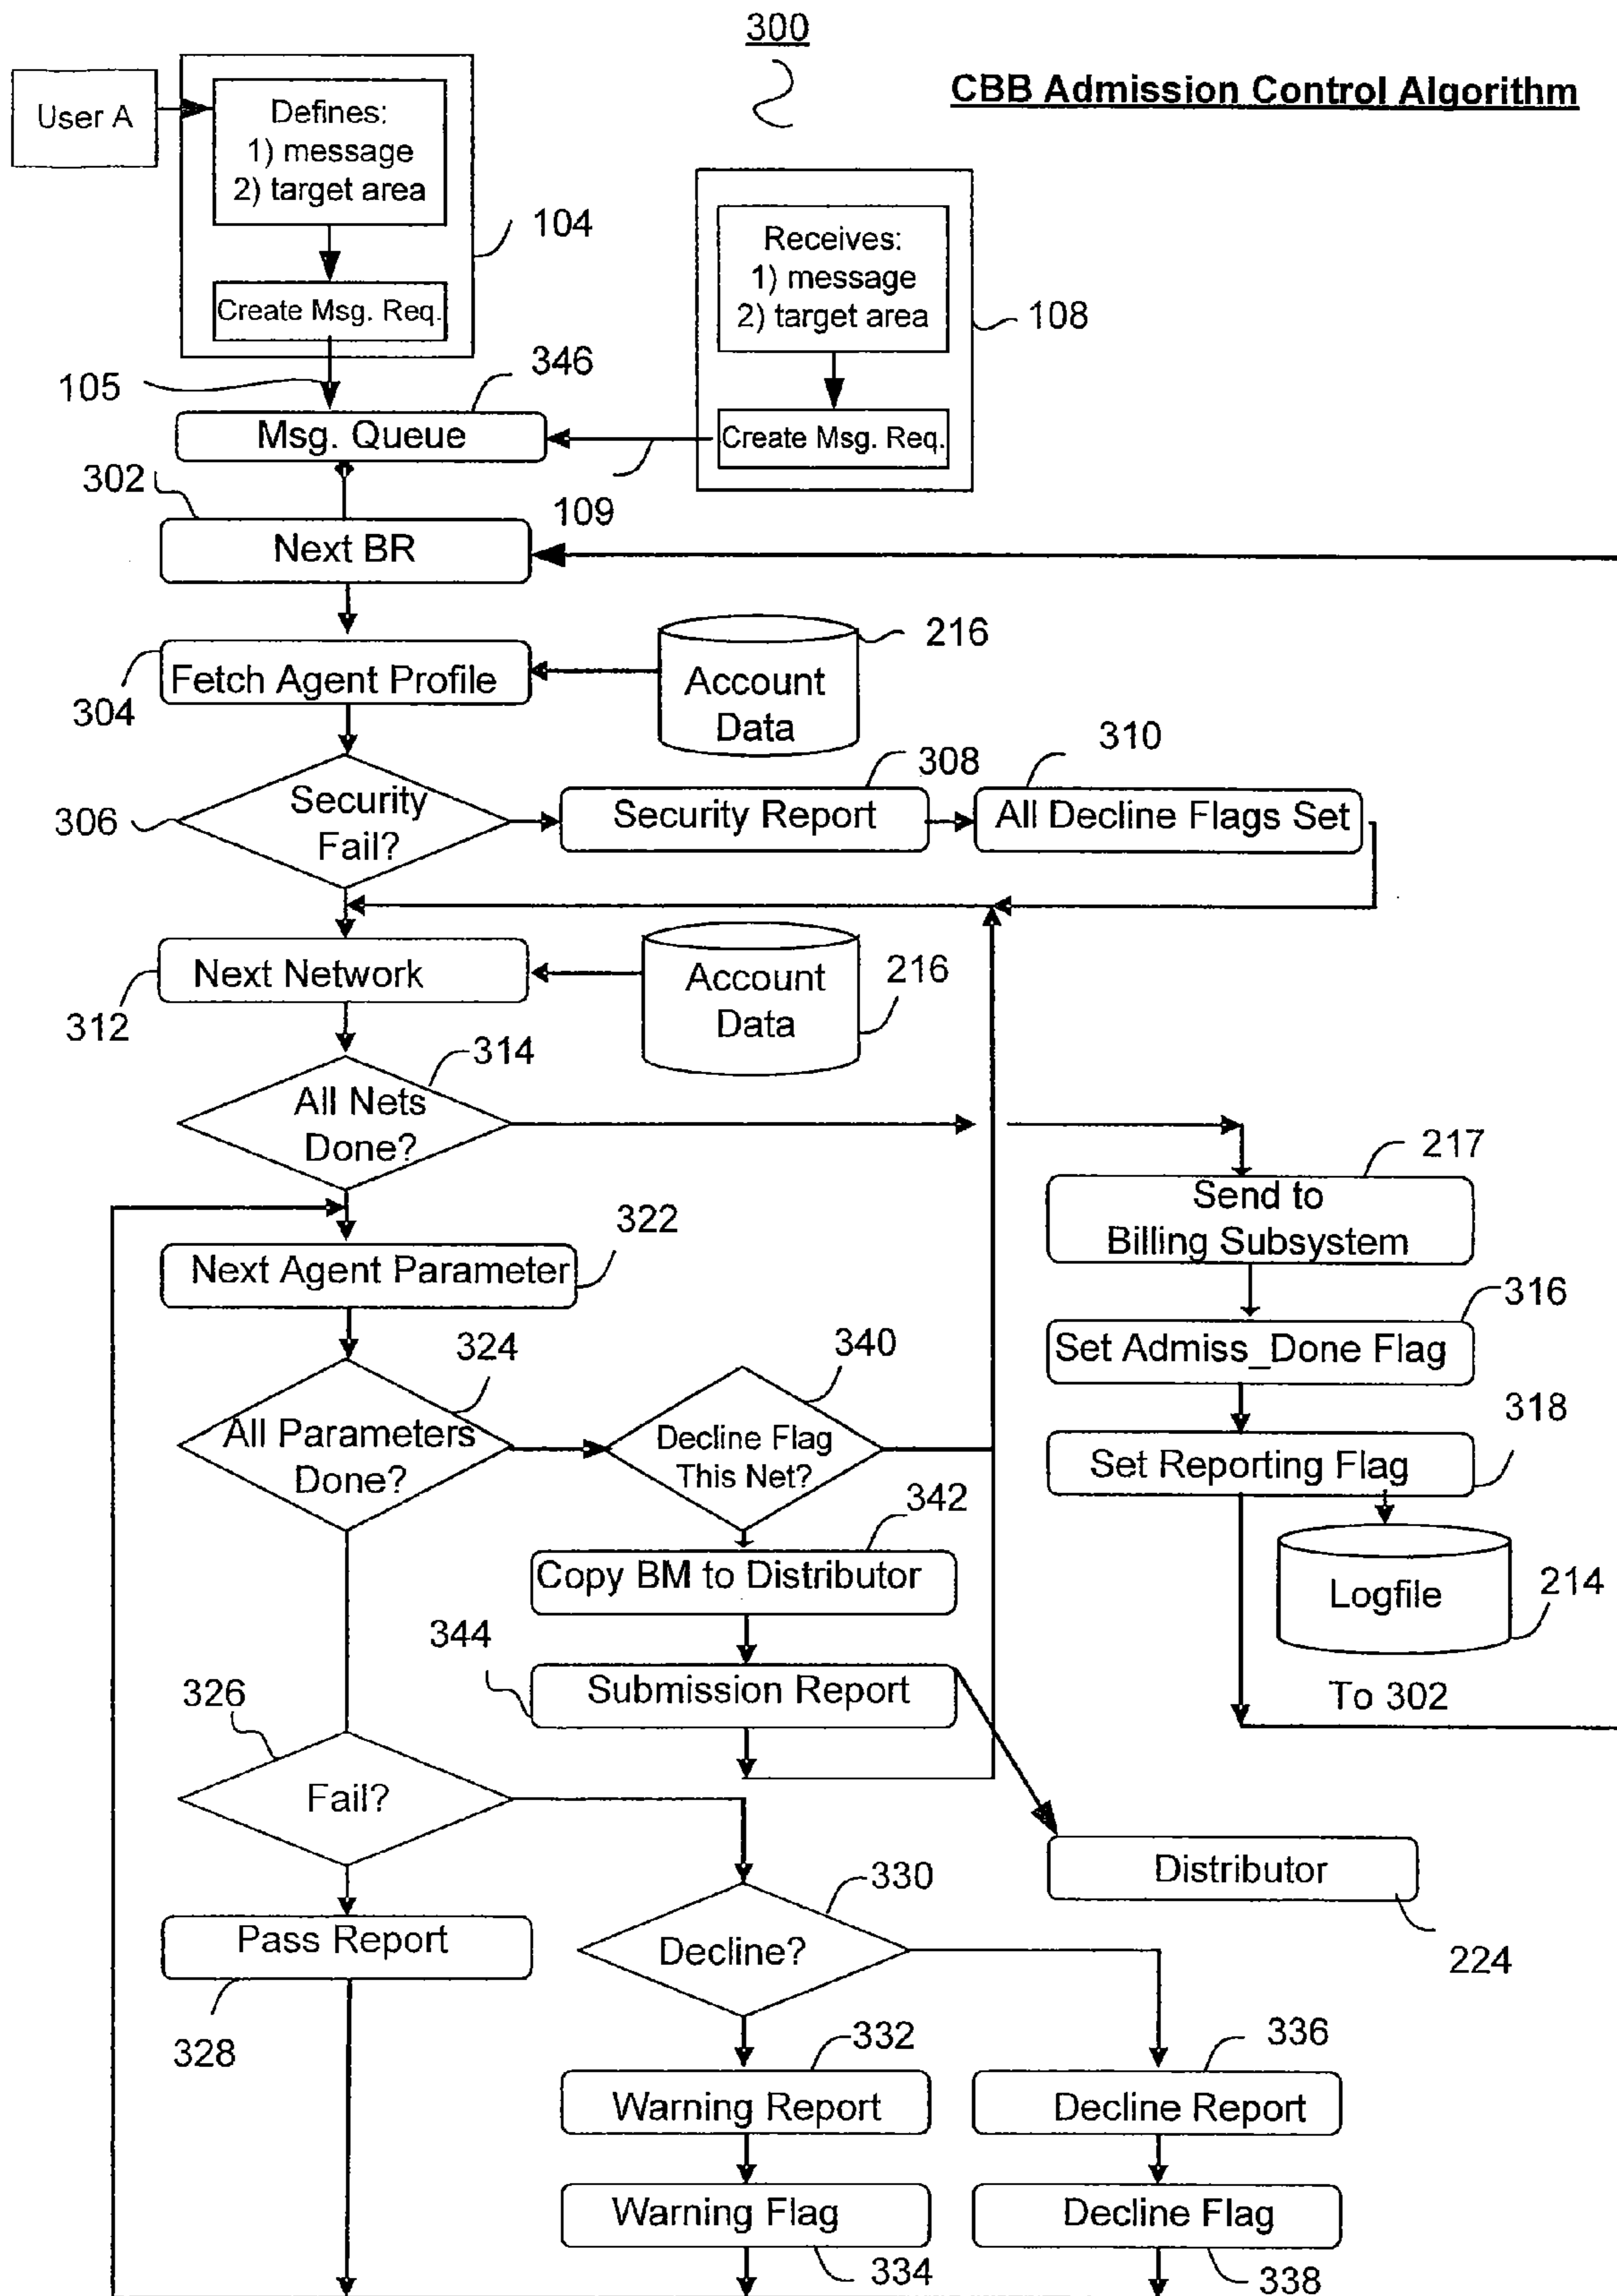 300
CBB Admission Control Algorithm
User A
Defines:
1) message
2) target area
104
Create Msg. Req.
Receives:
1) message
2) target area
108
Create Msg. Req.
105
346
Msg. Queue
109
302
Next BR
304
Fetch Agent Profile
216
Account
Data
306
Security
Fail?
308
Security Report
310
All Decline Flags Set
312
Next Network
216
Account
Data
314
All Nets
Done?
217
Send to
Billing Subsystem
322
Next Agent Parameter
316
Set Admiss_Done Flag
324
All Parameters
Done?
340
Decline Flag
This Net?
318
Set Reporting Flag
342
Copy BM to Distributor
Logfile
214
344
Submission Report
To 302
326
Fail?
Distributor
224
330
Decline?
Pass Report
328
332
Warning Report
336
Decline Report
Warning Flag
334
Decline Flag
338